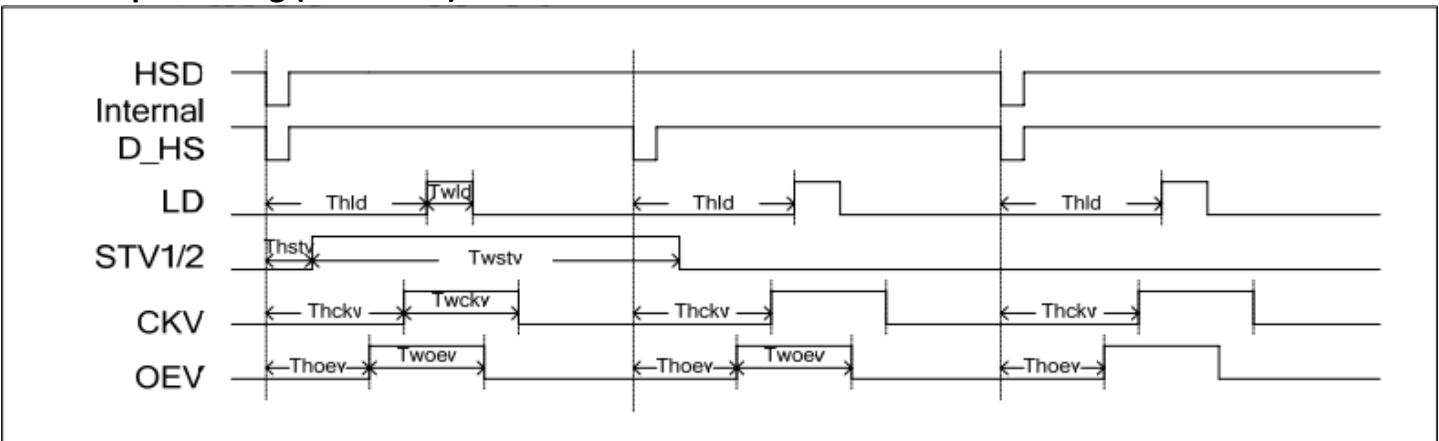 HSD
Internal
D_HS
LD Thld Twld Thld Thld
STV1/2 Thstv Twstv
CKV Thckv Twckv Thckv Thckv
OEV Thoev Twoev Thoev Twoev Thoev